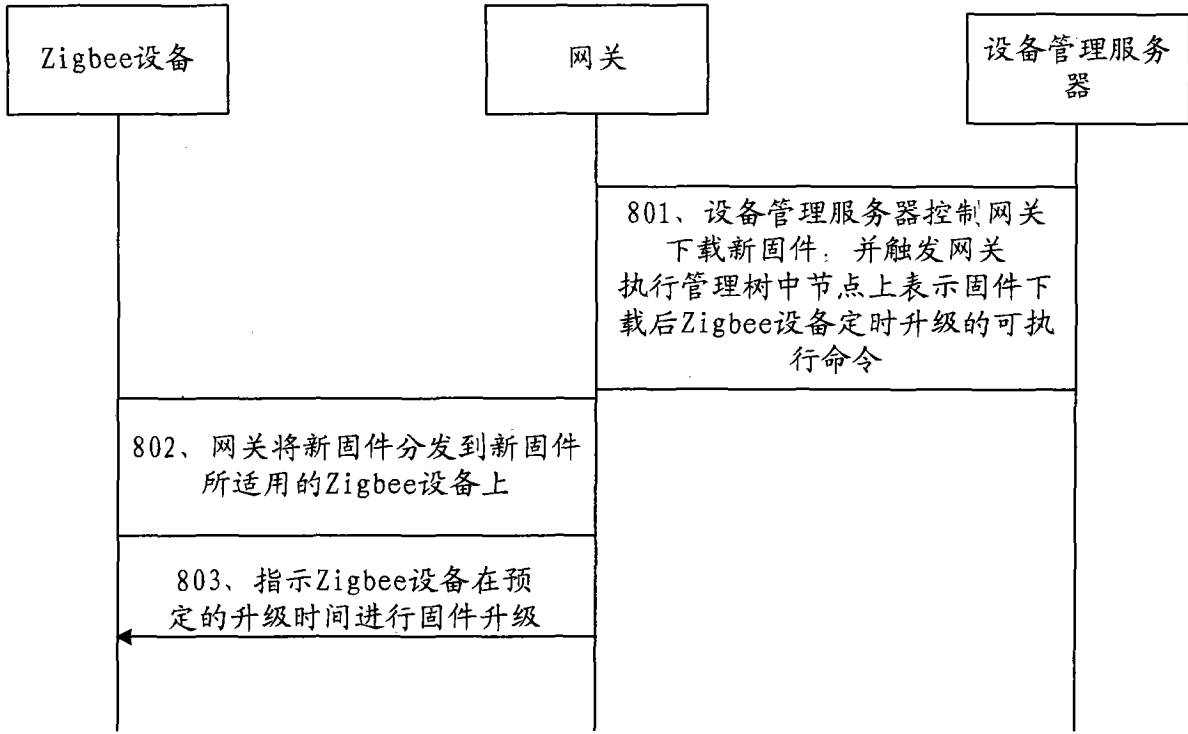 Zigbee设备
网关
设备管理服务
器
801、设备管理服务器控制网关
下载新固件，并触发网关
执行管理树中节点上表示固件下
载后Zigbee设备定时升级的可执
行命令
802、网关将新固件分发到新固件
所适用的Zigbee设备上
803、指示Zigbee设备在预
定的升级时间进行固件升级